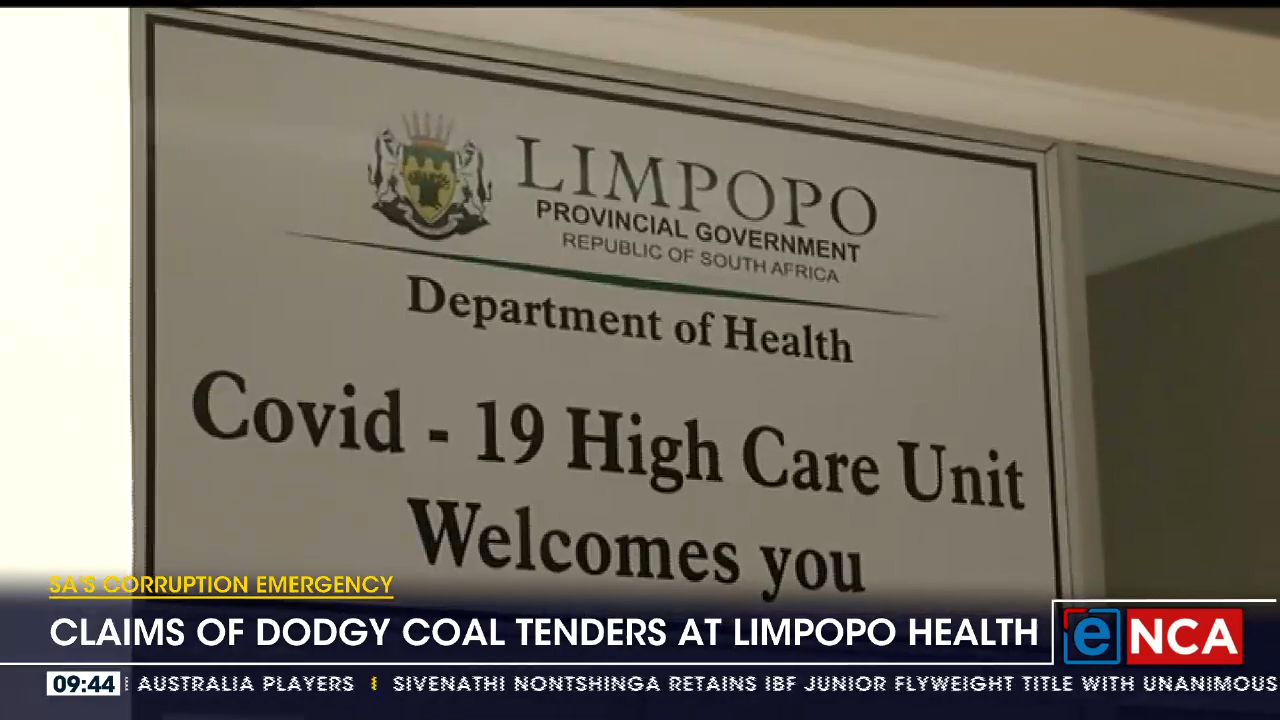 LIMPOPO
PROVINCIAL GOVERNMENT
REPUBLIC OF SOUTH AFRICA
Department of Health
Covid - 19 High Care Unit
Welcomes you
SA'S CORRUPTION EMERGENCY
CLAIMS OF DODGY COAL TENDERS AT LIMPOPO HEALTH
eNCA
09:44
AUSTRALIA PLAYERS SIVENATHI NONTSHINGA RETAINS IBF JUNIOR FLYWEIGHT TITLE WITH UNANIMOUS